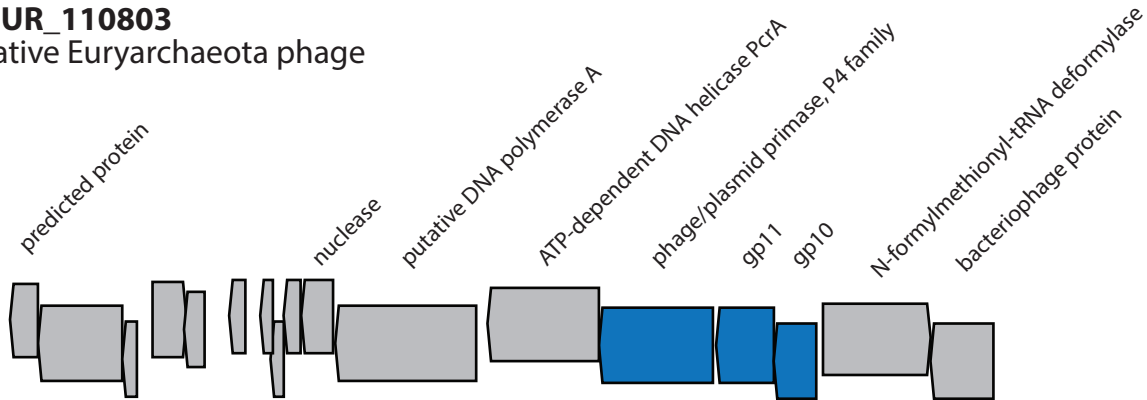 UR_110803
ative Euryarchaeota phage
predicted protein
nuclease
putative DNA polymerase A
ATP-dependent DNA helicase PcrA
phage/plasmid primase, P4 family
gp11
gp10
N-formylmethionyl-tRNA deformylase
bacteriophage protein